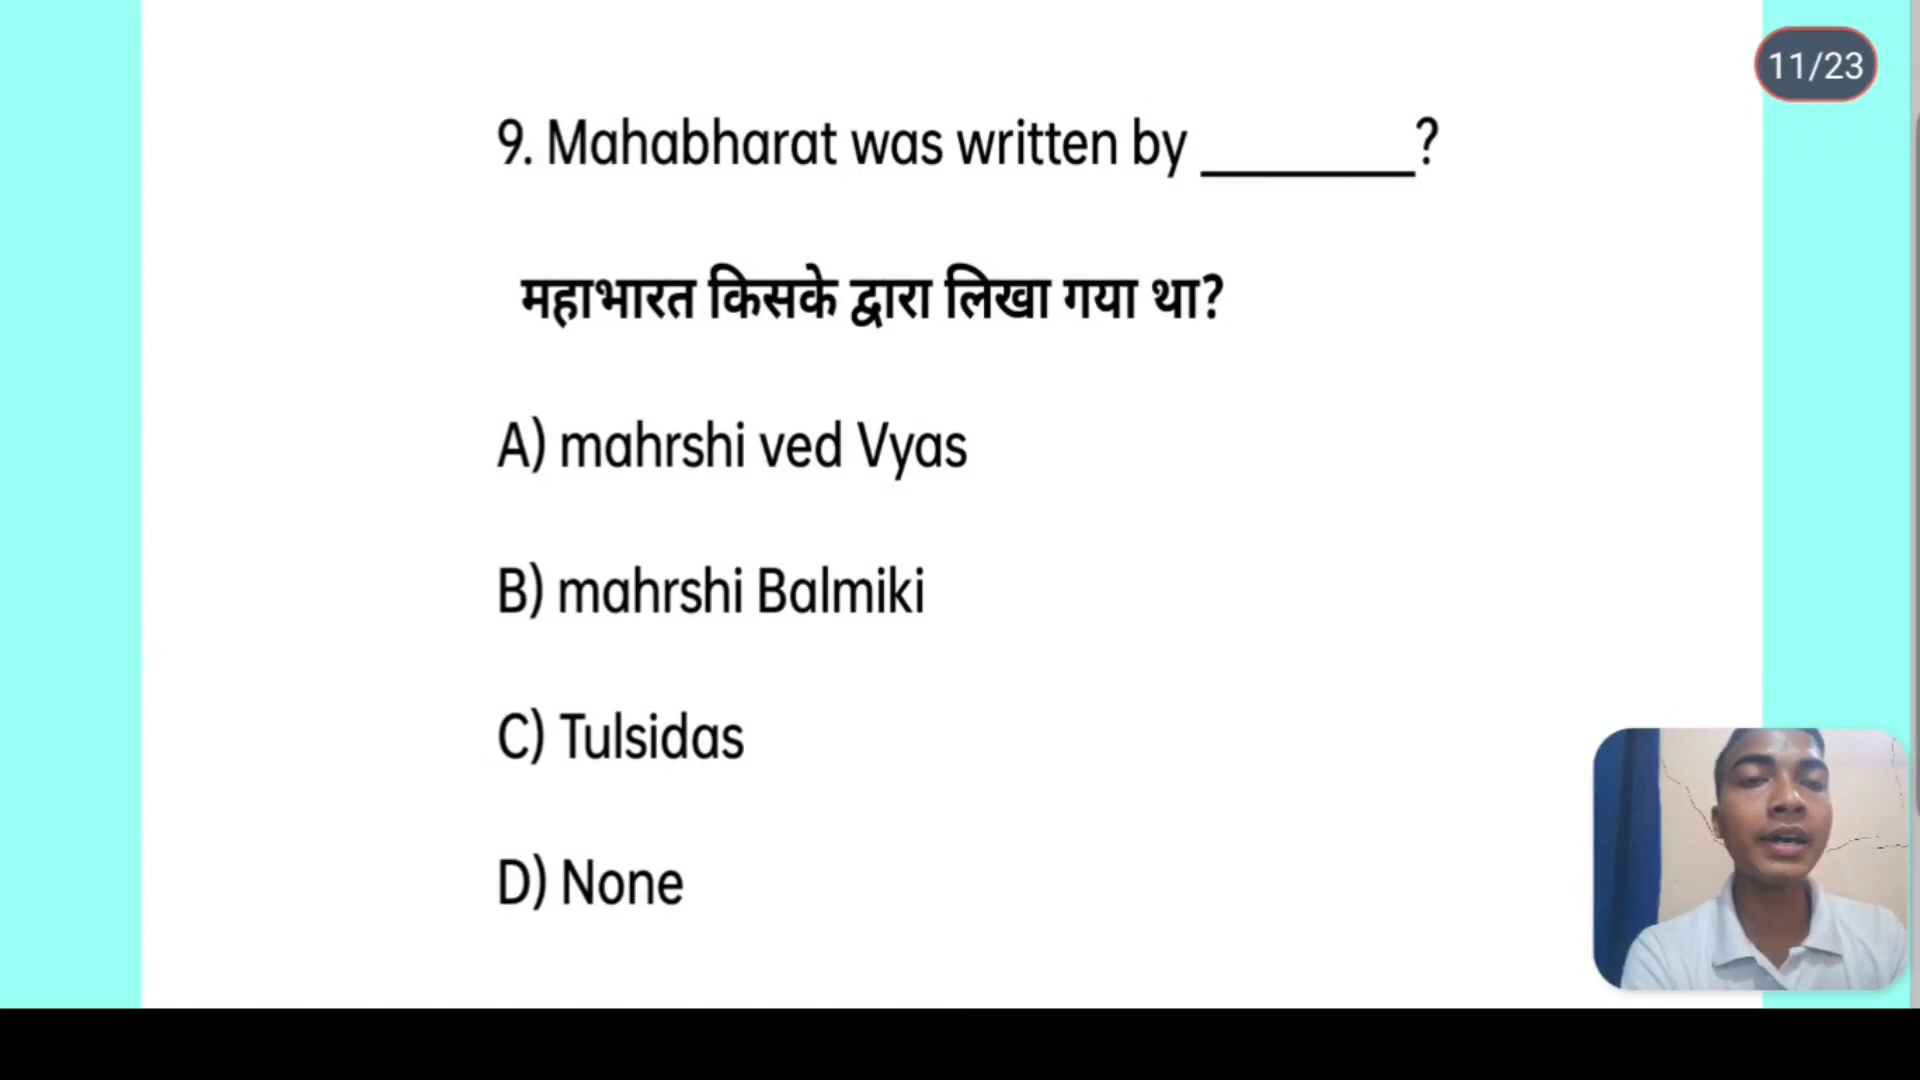 11/23
9. Mahabharat was written by ________?
महाभारत किसके द्वारा लिखा गया था?
A) mahrshi ved Vyas
B) mahrshi Balmiki
C) Tulsidas
D) None